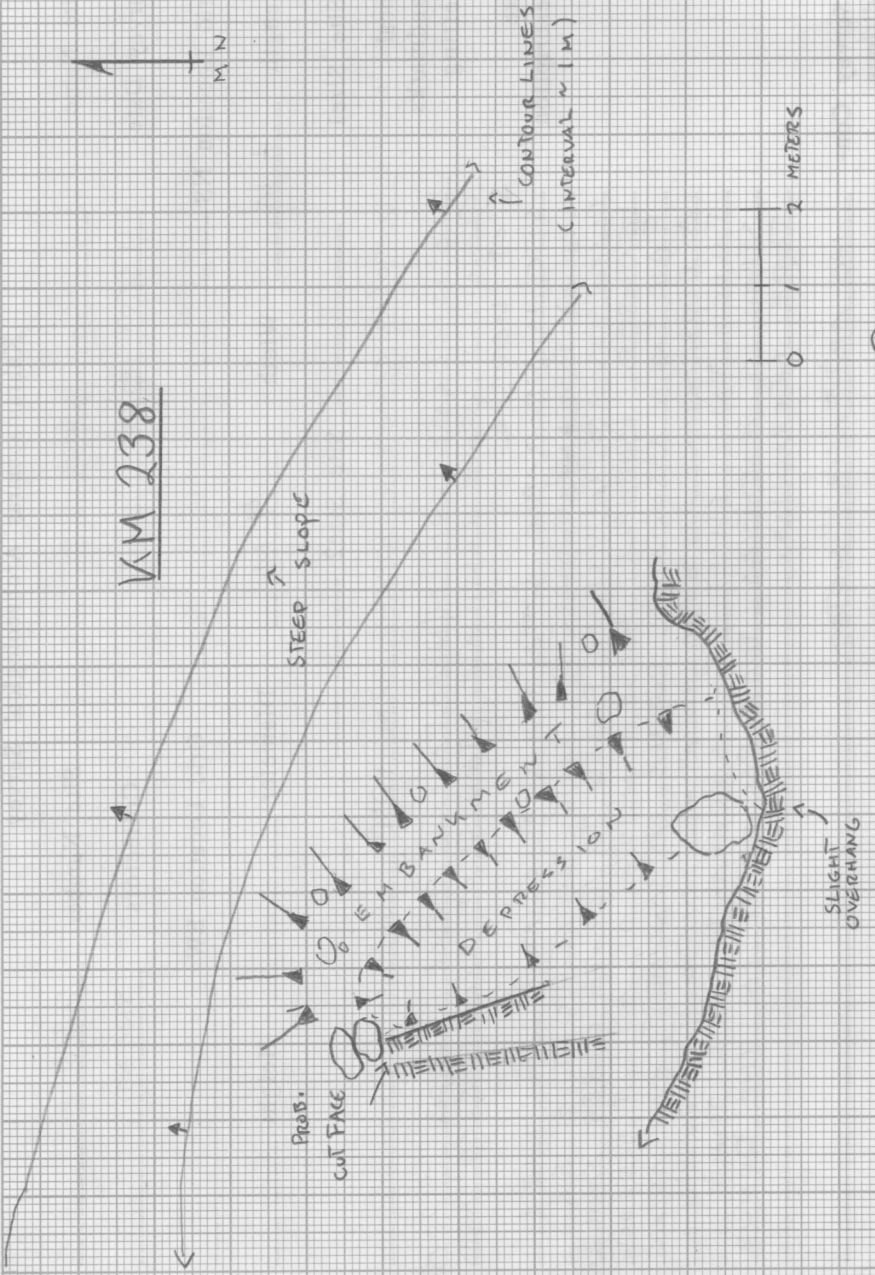 MN
KM 238
CONTOUR LINES
(INTERVAL ~ 1 M)
STEEP SLOPE
EMBANKMENT
DEPRESSION
PROB.
CUT FACE
SLIGHT
OVERHANG
0 1 2 METERS